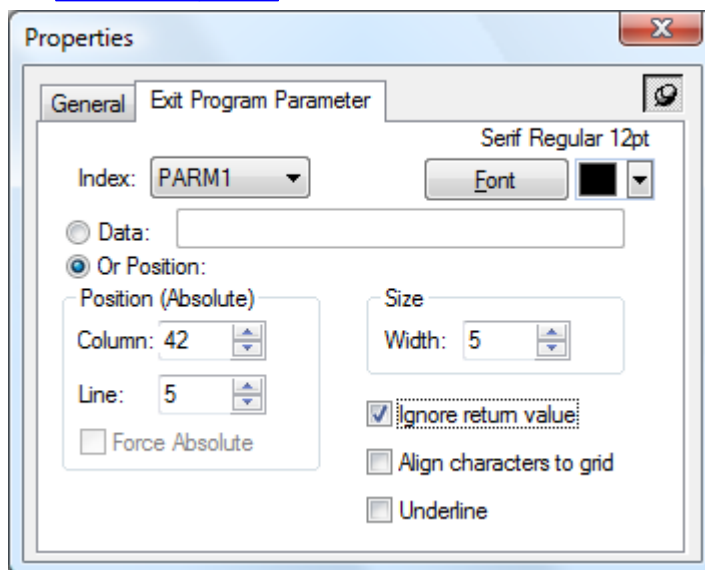 Properties
General Exit Program Parameter
Serif Regular 12pt
Index: PARM1 Font
Data:
Or Position:
Position (Absolute) Size
Column: 42 Width: 5
Line: 5
Ignore return value
Force Absolute
Align characters to grid
Underline